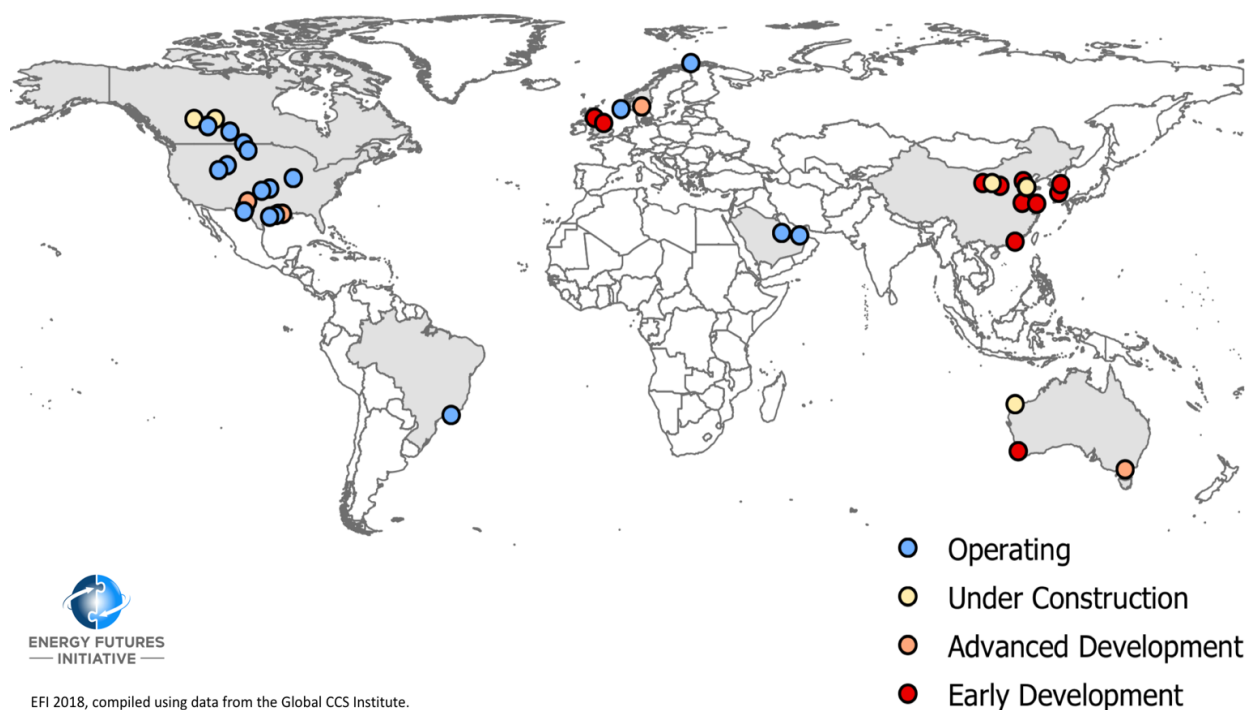 Operating
Under Construction
Advanced Development
Early Development
ENERGY FUTURES
INITIATIVE
EFI 2018, compiled using data from the Global CCS Institute.